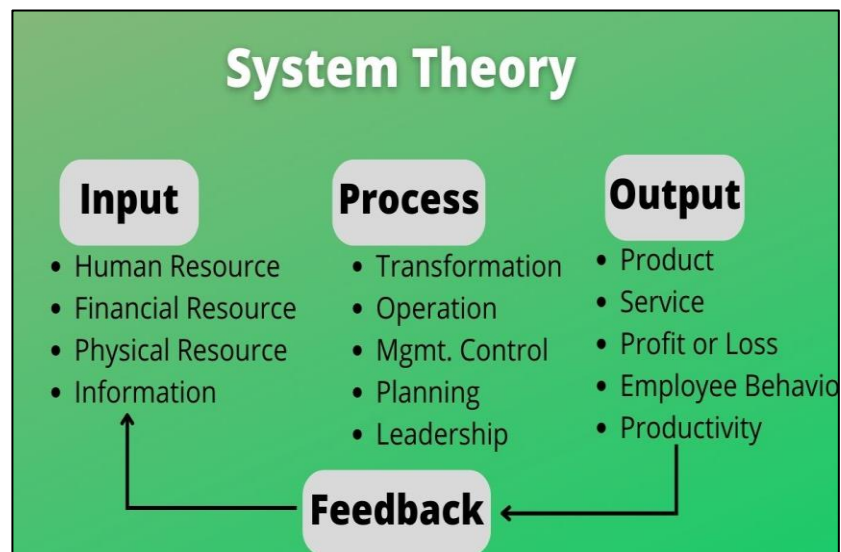 System Theory
Input
• Human Resource
• Financial Resource
• Physical Resource
• Information
Process
• Transformation
• Operation
• Mgmt. Control
• Planning
• Leadership
Output
• Product
• Service
• Profit or Loss
• Employee Behavio
• Productivity
Feedback